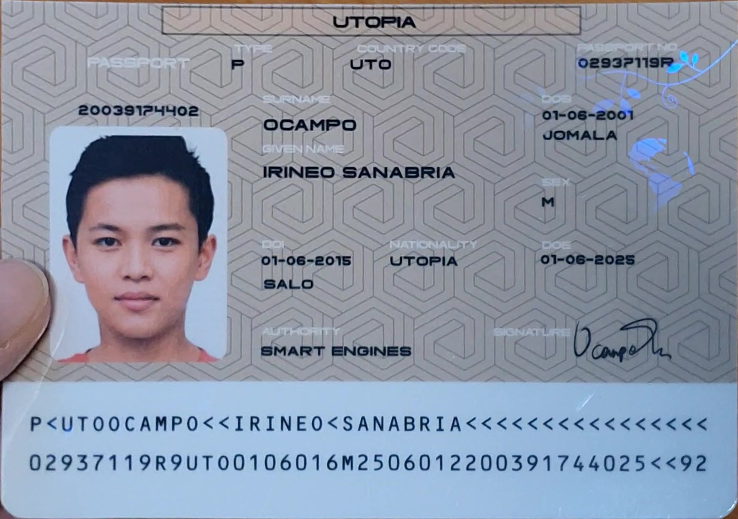 UTOPIA
PASSPORT
TYPE
P
COUNTRY CODE
UTO
PASSPORT NO
02937119R
20039174402
SURNAME
OCAMPO
GIVEN NAME
IRINEO SANABRIA
DOB
01-06-2001
JOMALA
SEX
M
DOI
01-06-2015
SALO
NATIONALITY
UTOPIA
DOE
01-06-2025
AUTHORITY
SMART ENGINES
SIGNATURE
P<UTOOCAMPO<<IRINEO<SANABRIA<<<<<<<<<<<<<<<<
02937119R9UTO0106016M250601220039174402​5<<92